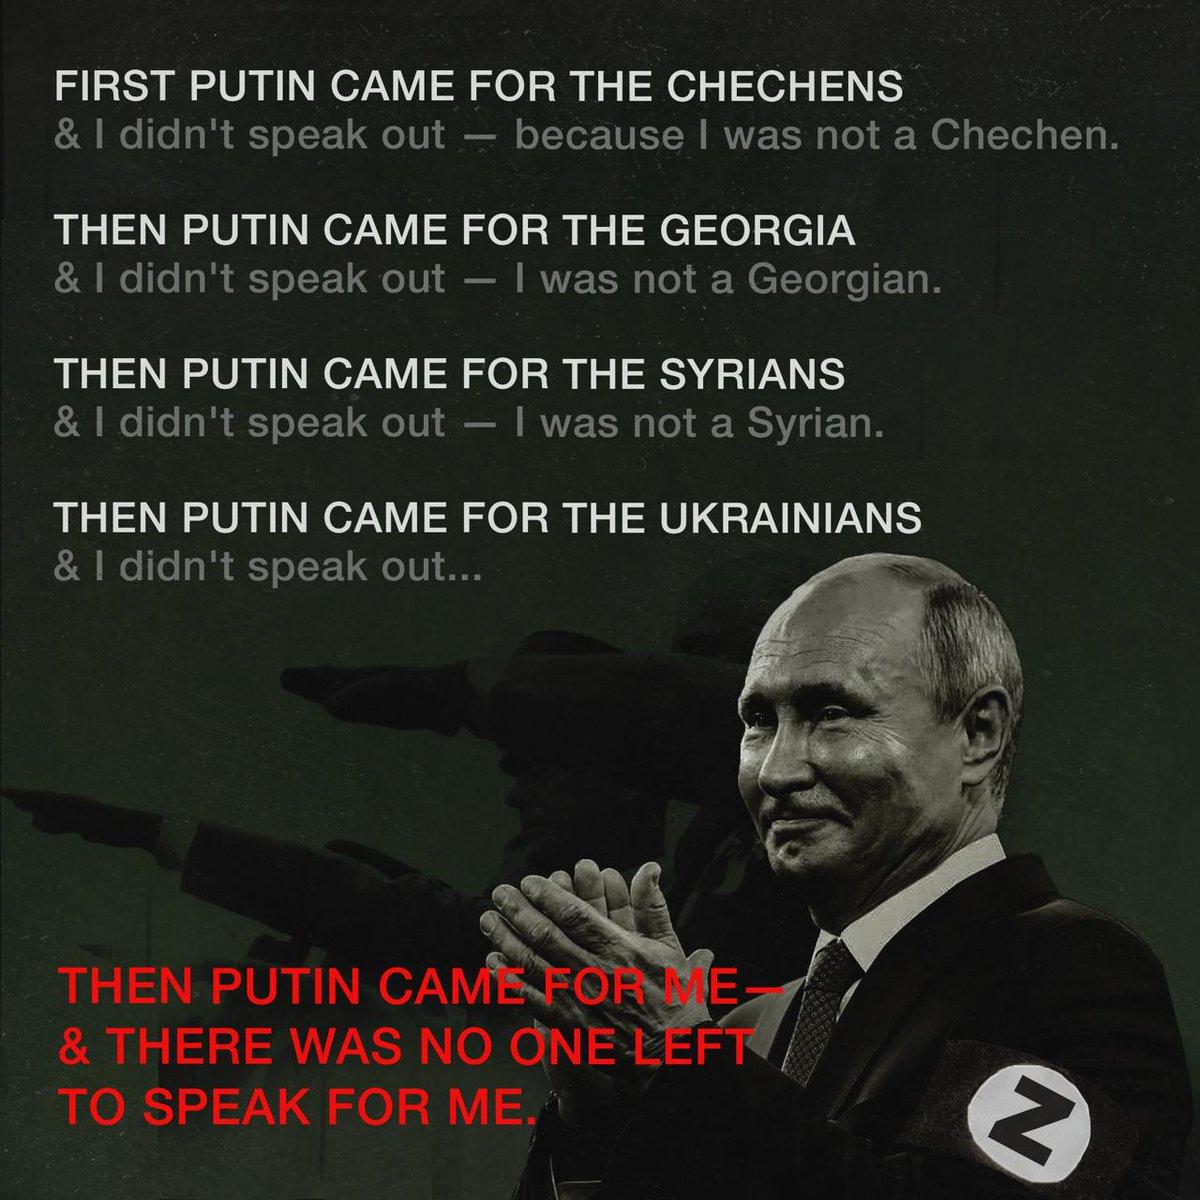 FIRST PUTIN CAME FOR THE CHECHENS
& I didn't speak out — because I was not a Chechen.
THEN PUTIN CAME FOR THE GEORGIA
& I didn't speak out — I was not a Georgian.
THEN PUTIN CAME FOR THE SYRIANS
& I didn't speak out — I was not a Syrian.
THEN PUTIN CAME FOR THE UKRAINIANS
& I didn't speak out...
THEN PUTIN CAME FOR ME—
& THERE WAS NO ONE LEFT
TO SPEAK FOR ME.
Z